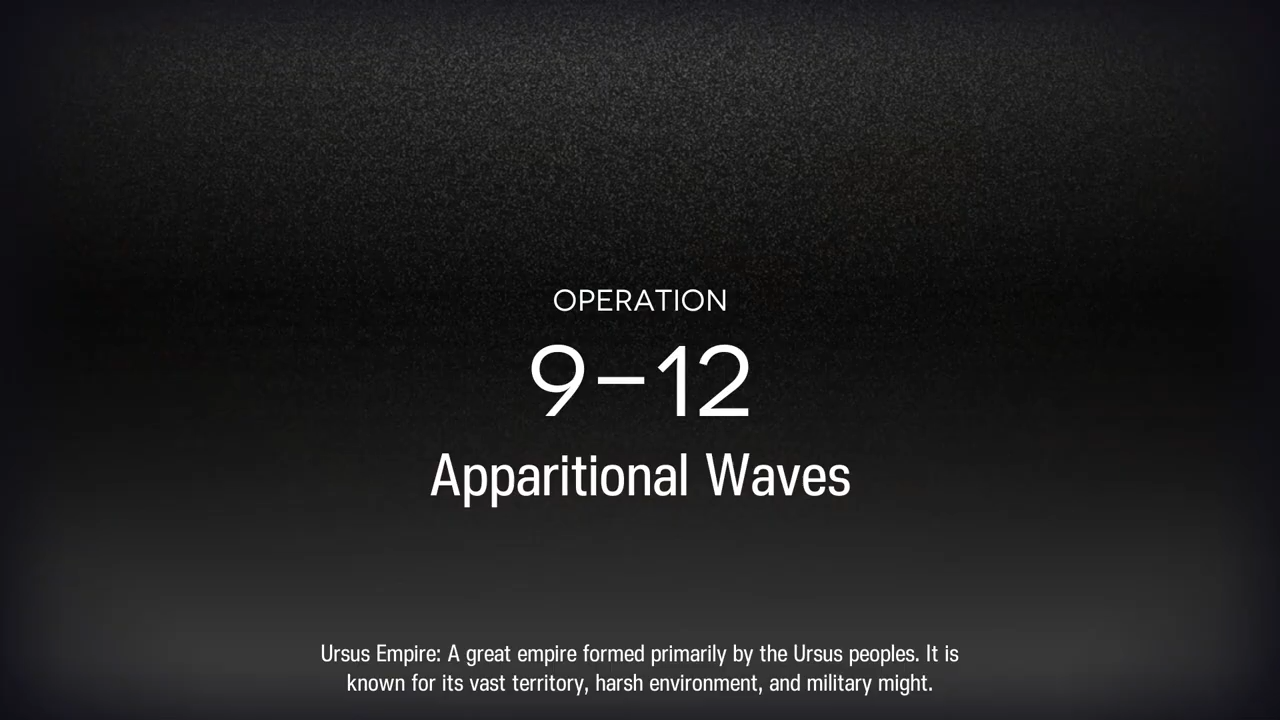 OPERATION
9-12
Apparitional Waves
Ursus Empire: A great empire formed primarily by the Ursus peoples. It is
known for its vast territory, harsh environment, and military might.